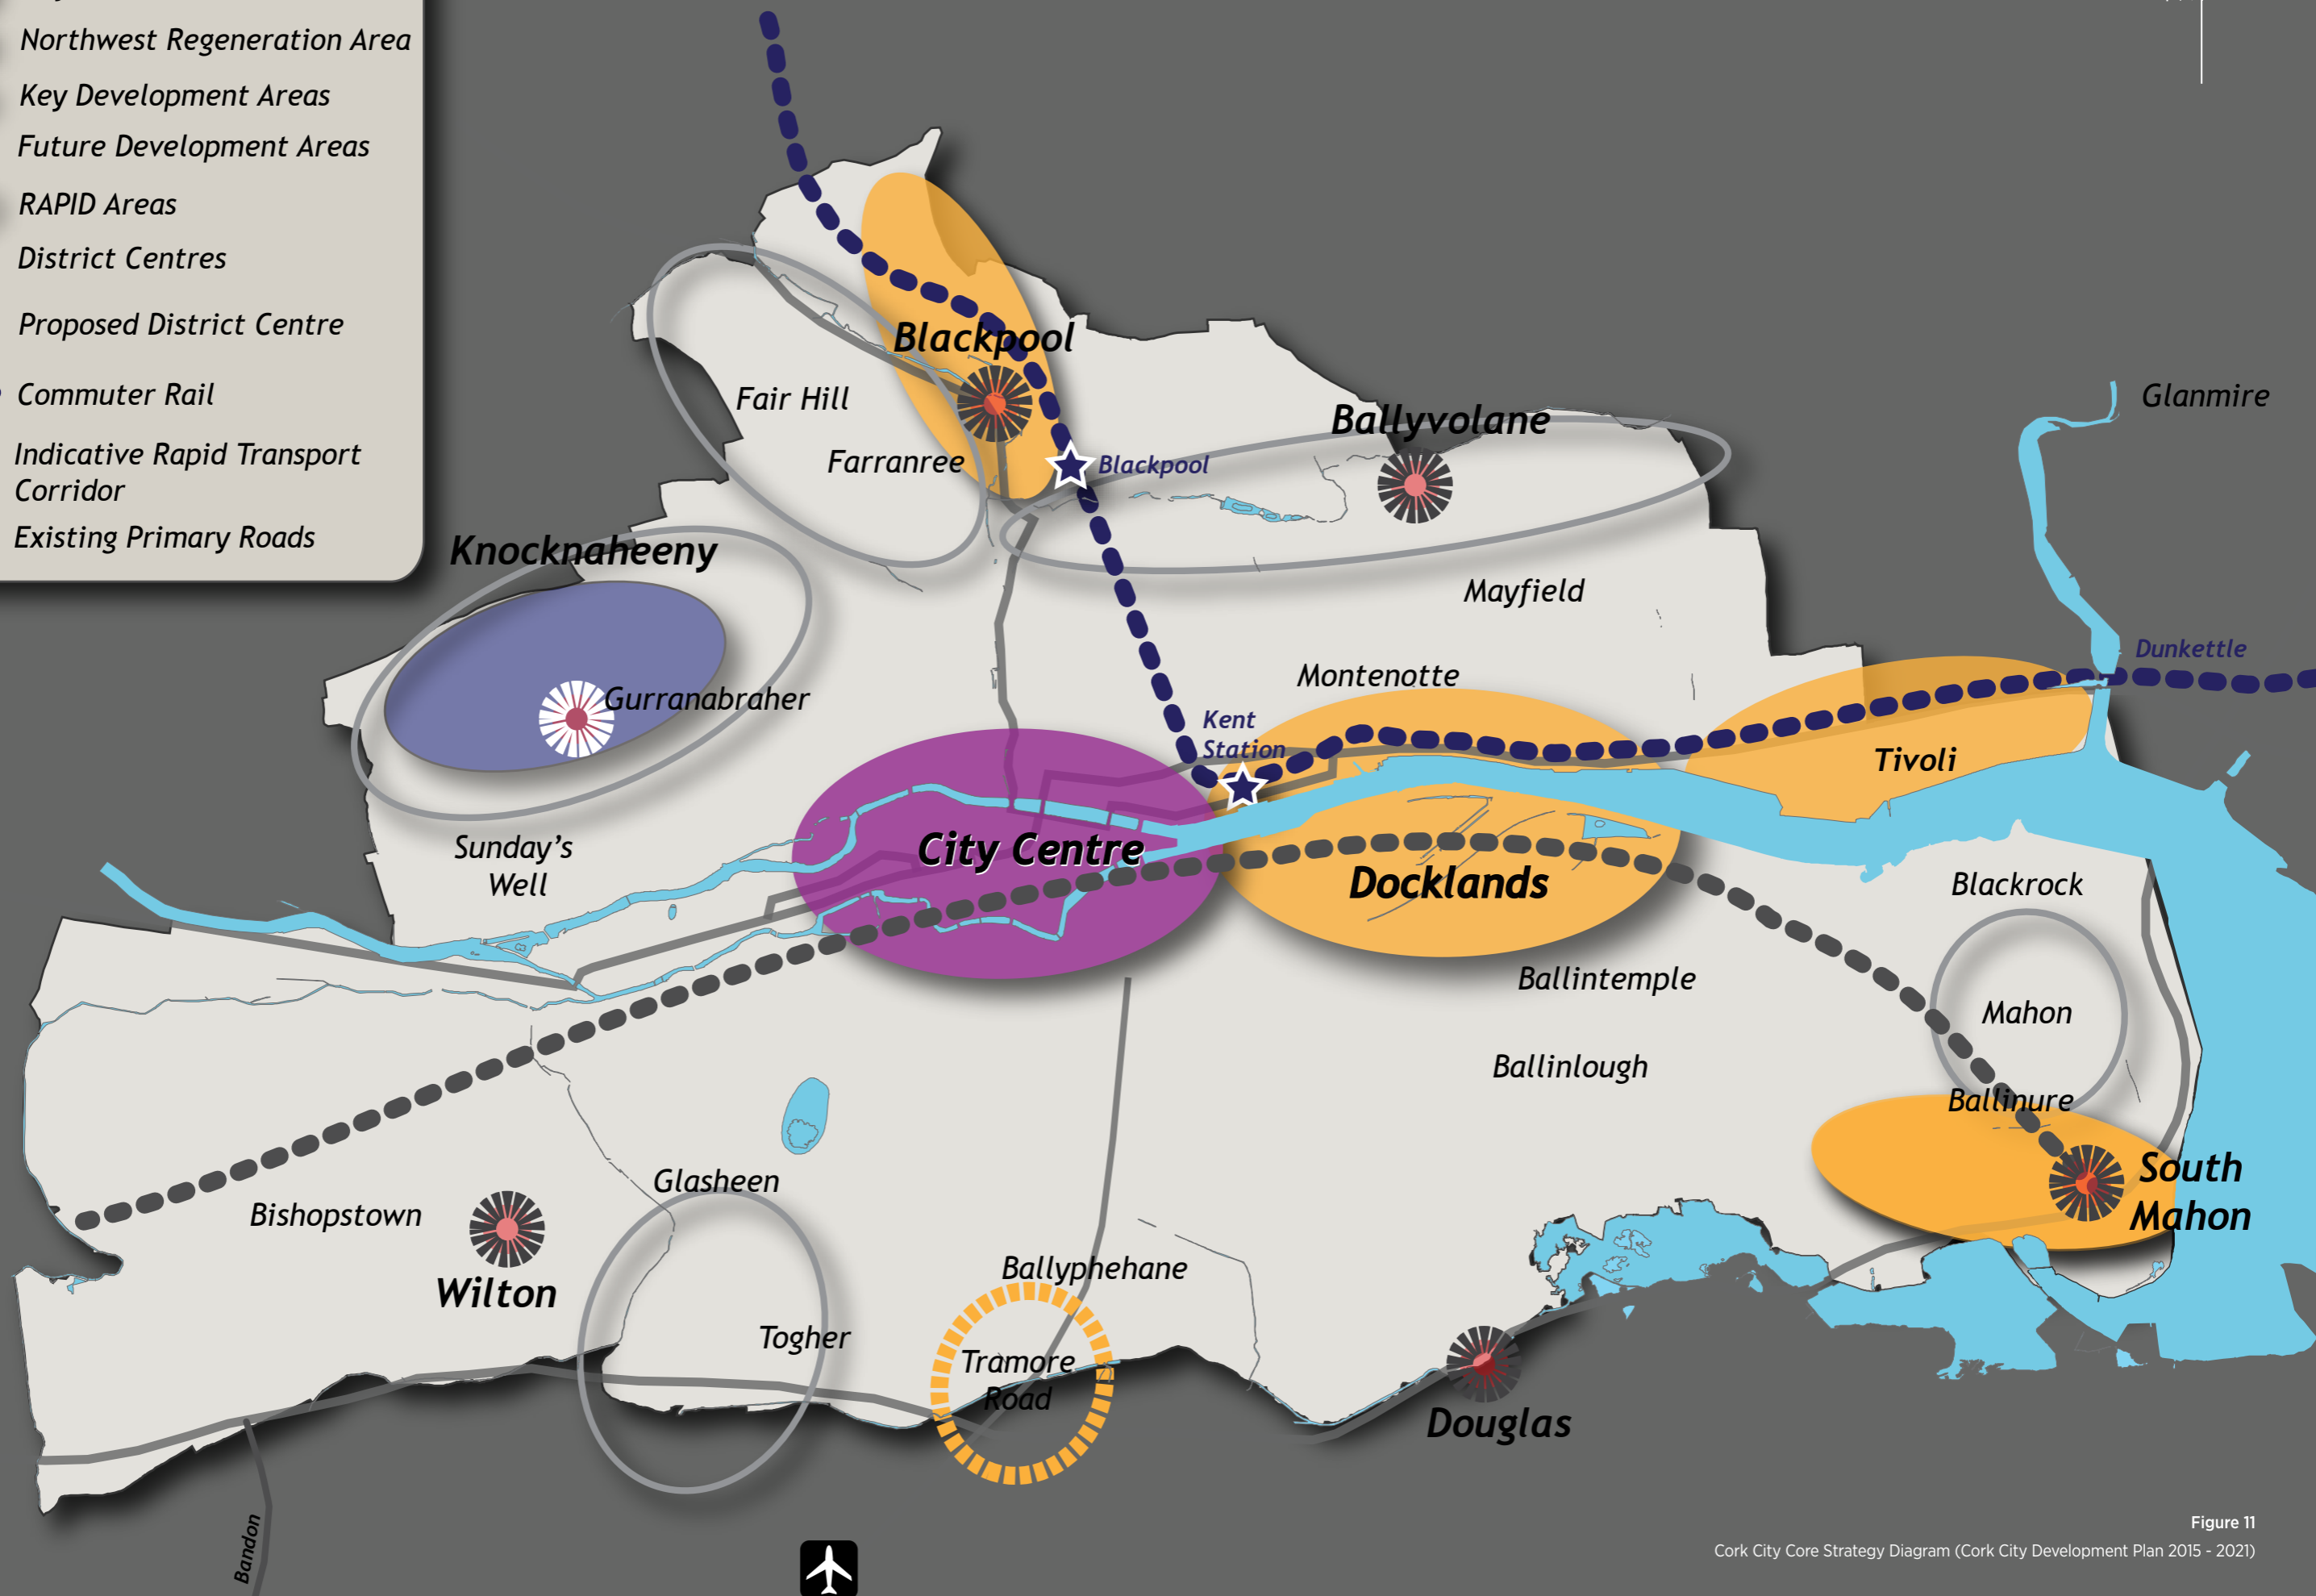 Northwest Regeneration Area
Key Development Areas
Future Development Areas
RAPID Areas
District Centres
Proposed District Centre
Commuter Rail
Indicative Rapid Transport
Corridor
Existing Primary Roads
Blackpool
Fair Hill
Farranree
Blackpool
Ballyvolane
Glanmire
Knocknaheeny
Gurranabraher
Mayfield
Montenotte
Dunkettle
Kent
Station
Tivoli
Sunday's
Well
City Centre
Docklands
Blackrock
Ballintemple
Mahon
Ballinlough
Ballinure
South
Mahon
Glasheen
Bishopstown
Wilton
Ballyphehane
Togher
Tramore
Road
Douglas
Bandon
Figure 11
Cork City Core Strategy Diagram (Cork City Development Plan 2015 - 2021)